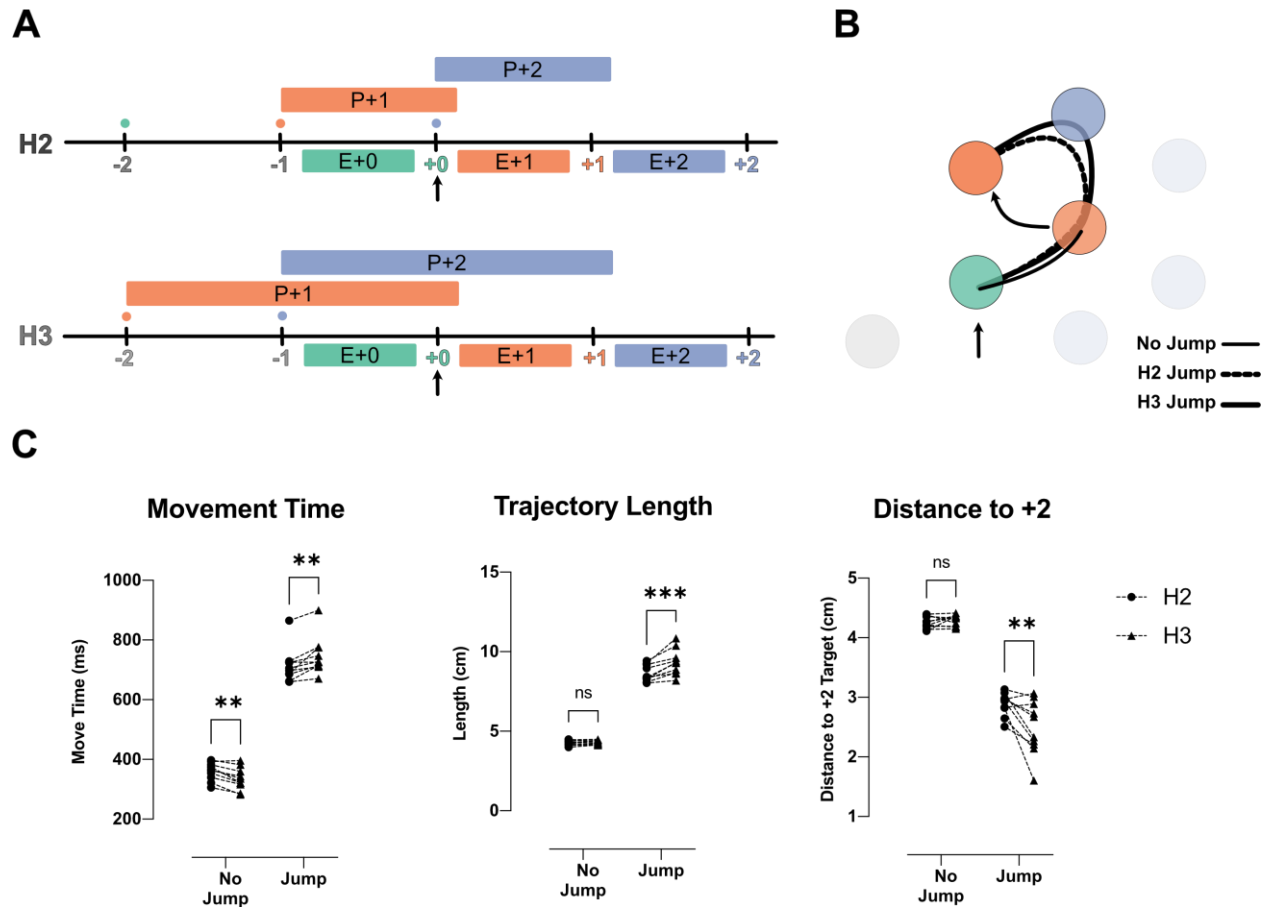 A
P+2
P+1
H2
-2 -1 E+0 +0 E+1 +1 E+2 +2
P+2
P+1
H3
-2 -1 E+0 +0 E+1 +1 E+2 +2
B
No Jump
H2 Jump
H3 Jump
C
Movement Time
Move Time (ms)
1000
800
600
400
200
**
**
No
Jump
Jump
Trajectory Length
Length (cm)
15
10
5
0
ns
***
No
Jump
Jump
Distance to +2
Distance to +2 Target (cm)
5
4
3
2
1
ns
**
No
Jump
Jump
H2
H3